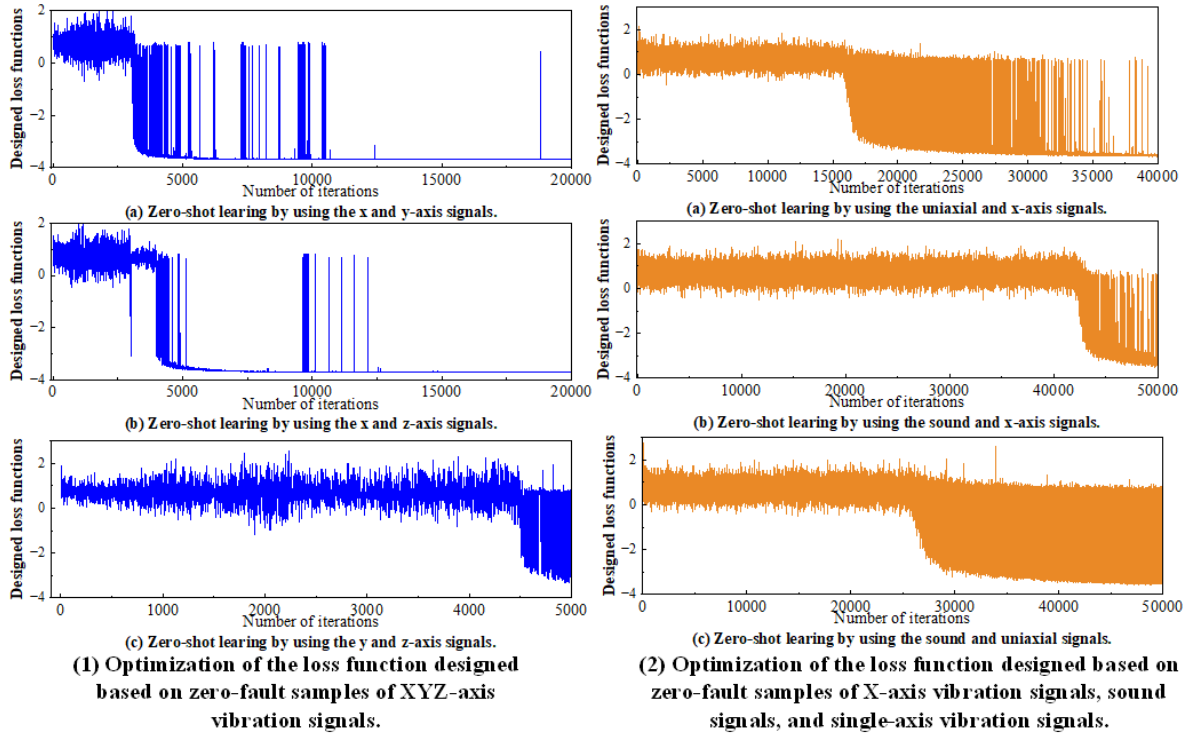 Designed loss functions
2
0
−2
−4
0 5000 10000 15000 20000
Number of iterations
(a) Zero-shot learing by using the x and y-axis signals.
Designed loss functions
2
0
−2
−4
0 5000 10000 15000 20000
Number of iterations
(b) Zero-shot learing by using the x and z-axis signals.
Designed loss functions
2
0
−2
−4
0 1000 2000 3000 4000 5000
Number of iterations
(c) Zero-shot learing by using the y and z-axis signals.
(1) Optimization of the loss function designed
based on zero-fault samples of XYZ-axis
vibration signals.
Designed loss functions
2
0
−2
−4
0 5000 10000 15000 20000 25000 30000 35000 40000
Number of iterations
(a) Zero-shot learing by using the uniaxial and x-axis signals.
Designed loss functions
2
0
−2
−4
0 10000 20000 30000 40000 50000
Number of iterations
(b) Zero-shot learing by using the sound and x-axis signals.
Designed loss functions
2
0
−2
−4
0 10000 20000 30000 40000 50000
Number of iterations
(c) Zero-shot learing by using the sound and uniaxial signals.
(2) Optimization of the loss function designed based on
zero-fault samples of X-axis vibration signals, sound
signals, and single-axis vibration signals.